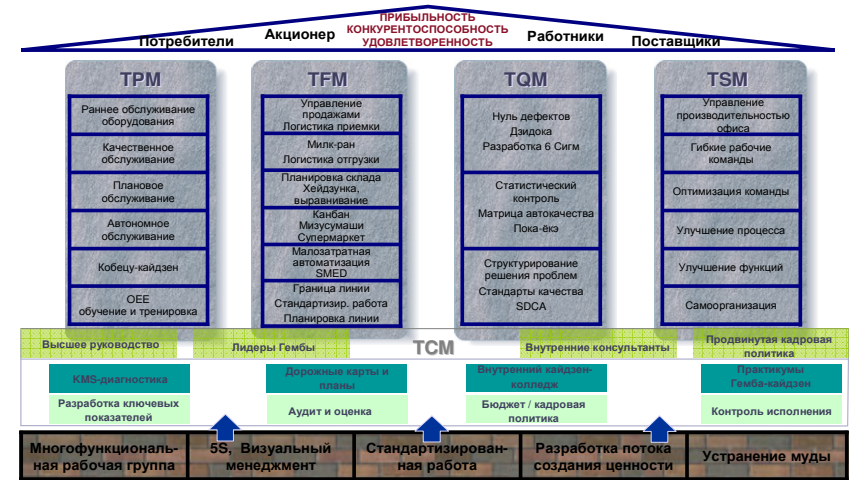 ПРИБЫЛЬНОСТЬ
КОНКУРЕНТОСПОСОБНОСТЬ
УДОВЛЕТВОРЕННОСТЬ
Потребители
Акционер
Работники
Поставщики
TPM
Раннее обслуживание
оборудования
Качественное
обслуживание
Плановое
обслуживание
Автономное
обслуживание
Кобецу-кайдзен
OEE
обучение и тренировка
TFM
Управление
продажами
Логистика приемки
Милк-ран
Логистика отгрузки
Планировка склада
Хейдзунка,
выравнивание
Канбан
Мизусумаши
Супермаркет
Малозатратная
автоматизация
SMED
Граница линии
Стандартизир. работа
Планировка линии
TQM
Нуль дефектов
Дзидока
Разработка 6 Сигм
Статистический
контроль
Матрица автокачества
Пока-ёкэ
Структурирование
решения проблем
Стандарты качества
SDCA
TSM
Управление
производительностью
офиса
Гибкие рабочие
команды
Оптимизация команды
Улучшение процесса
Улучшение функций
Самоорганизация
Высшее руководство
Лидеры Гембы
TCM
Внутренние консультанты
Продвинутая кадровая
политика
KMS-диагностика
Дорожные карты и
планы
Внутренний кайдзен-
колледж
Практикумы
Гемба-кайдзен
Разработка ключевых
показателей
Аудит и оценка
Бюджет / кадровая
политика
Контроль исполнения
Многофункциональ-
ная рабочая группа
5S, Визуальный
менеджмент
Стандартизирован-
ная работа
Разработка потока
создания ценности
Устранение муды